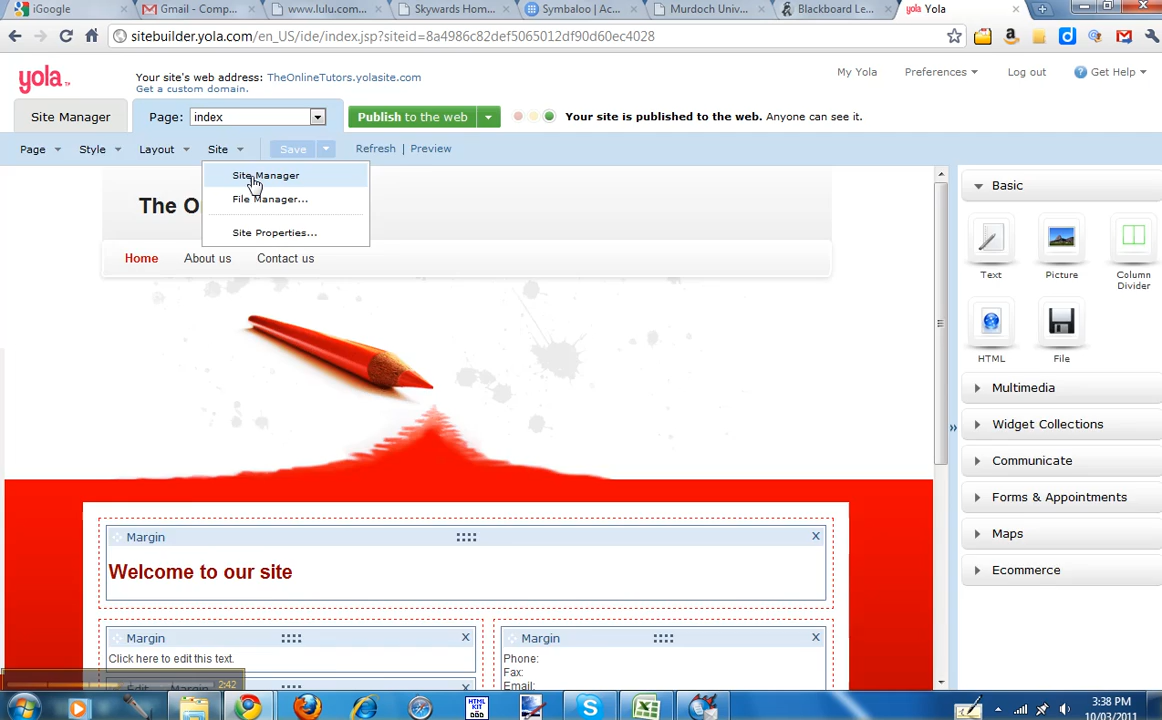 iGoogle
Gmail - Comp...
www.lulu.com...
Skywards Hom...
Symbaloo | Ac...
Murdoch Univ...
Blackboard Le...
Yola
sitebuilder.yola.com/en_US/ide/index.jsp?siteid=8a4986c82def5065012df90d60ec4028
yola
Your site's web address: TheOnlineTutors.yolasite.com
Get a custom domain.
My Yola
Preferences
Log out
Get Help
Site Manager
Page:
index
Publish to the web
Your site is published to the web. Anyone can see it.
Page
Style
Layout
Site
Save
Refresh | Preview
Site Manager
File Manager...
Site Properties...
The O
Home
About us
Contact us
Margin
Welcome to our site
Margin
Click here to edit this text.
Edit Margin
Margin
Phone:
Fax:
Email:
Basic
Text
Picture
Column
Divider
HTML
File
Multimedia
Widget Collections
Communicate
Forms & Appointments
Maps
Ecommerce
2:42
HTML
KIT
3:38 PM
10/03/2011